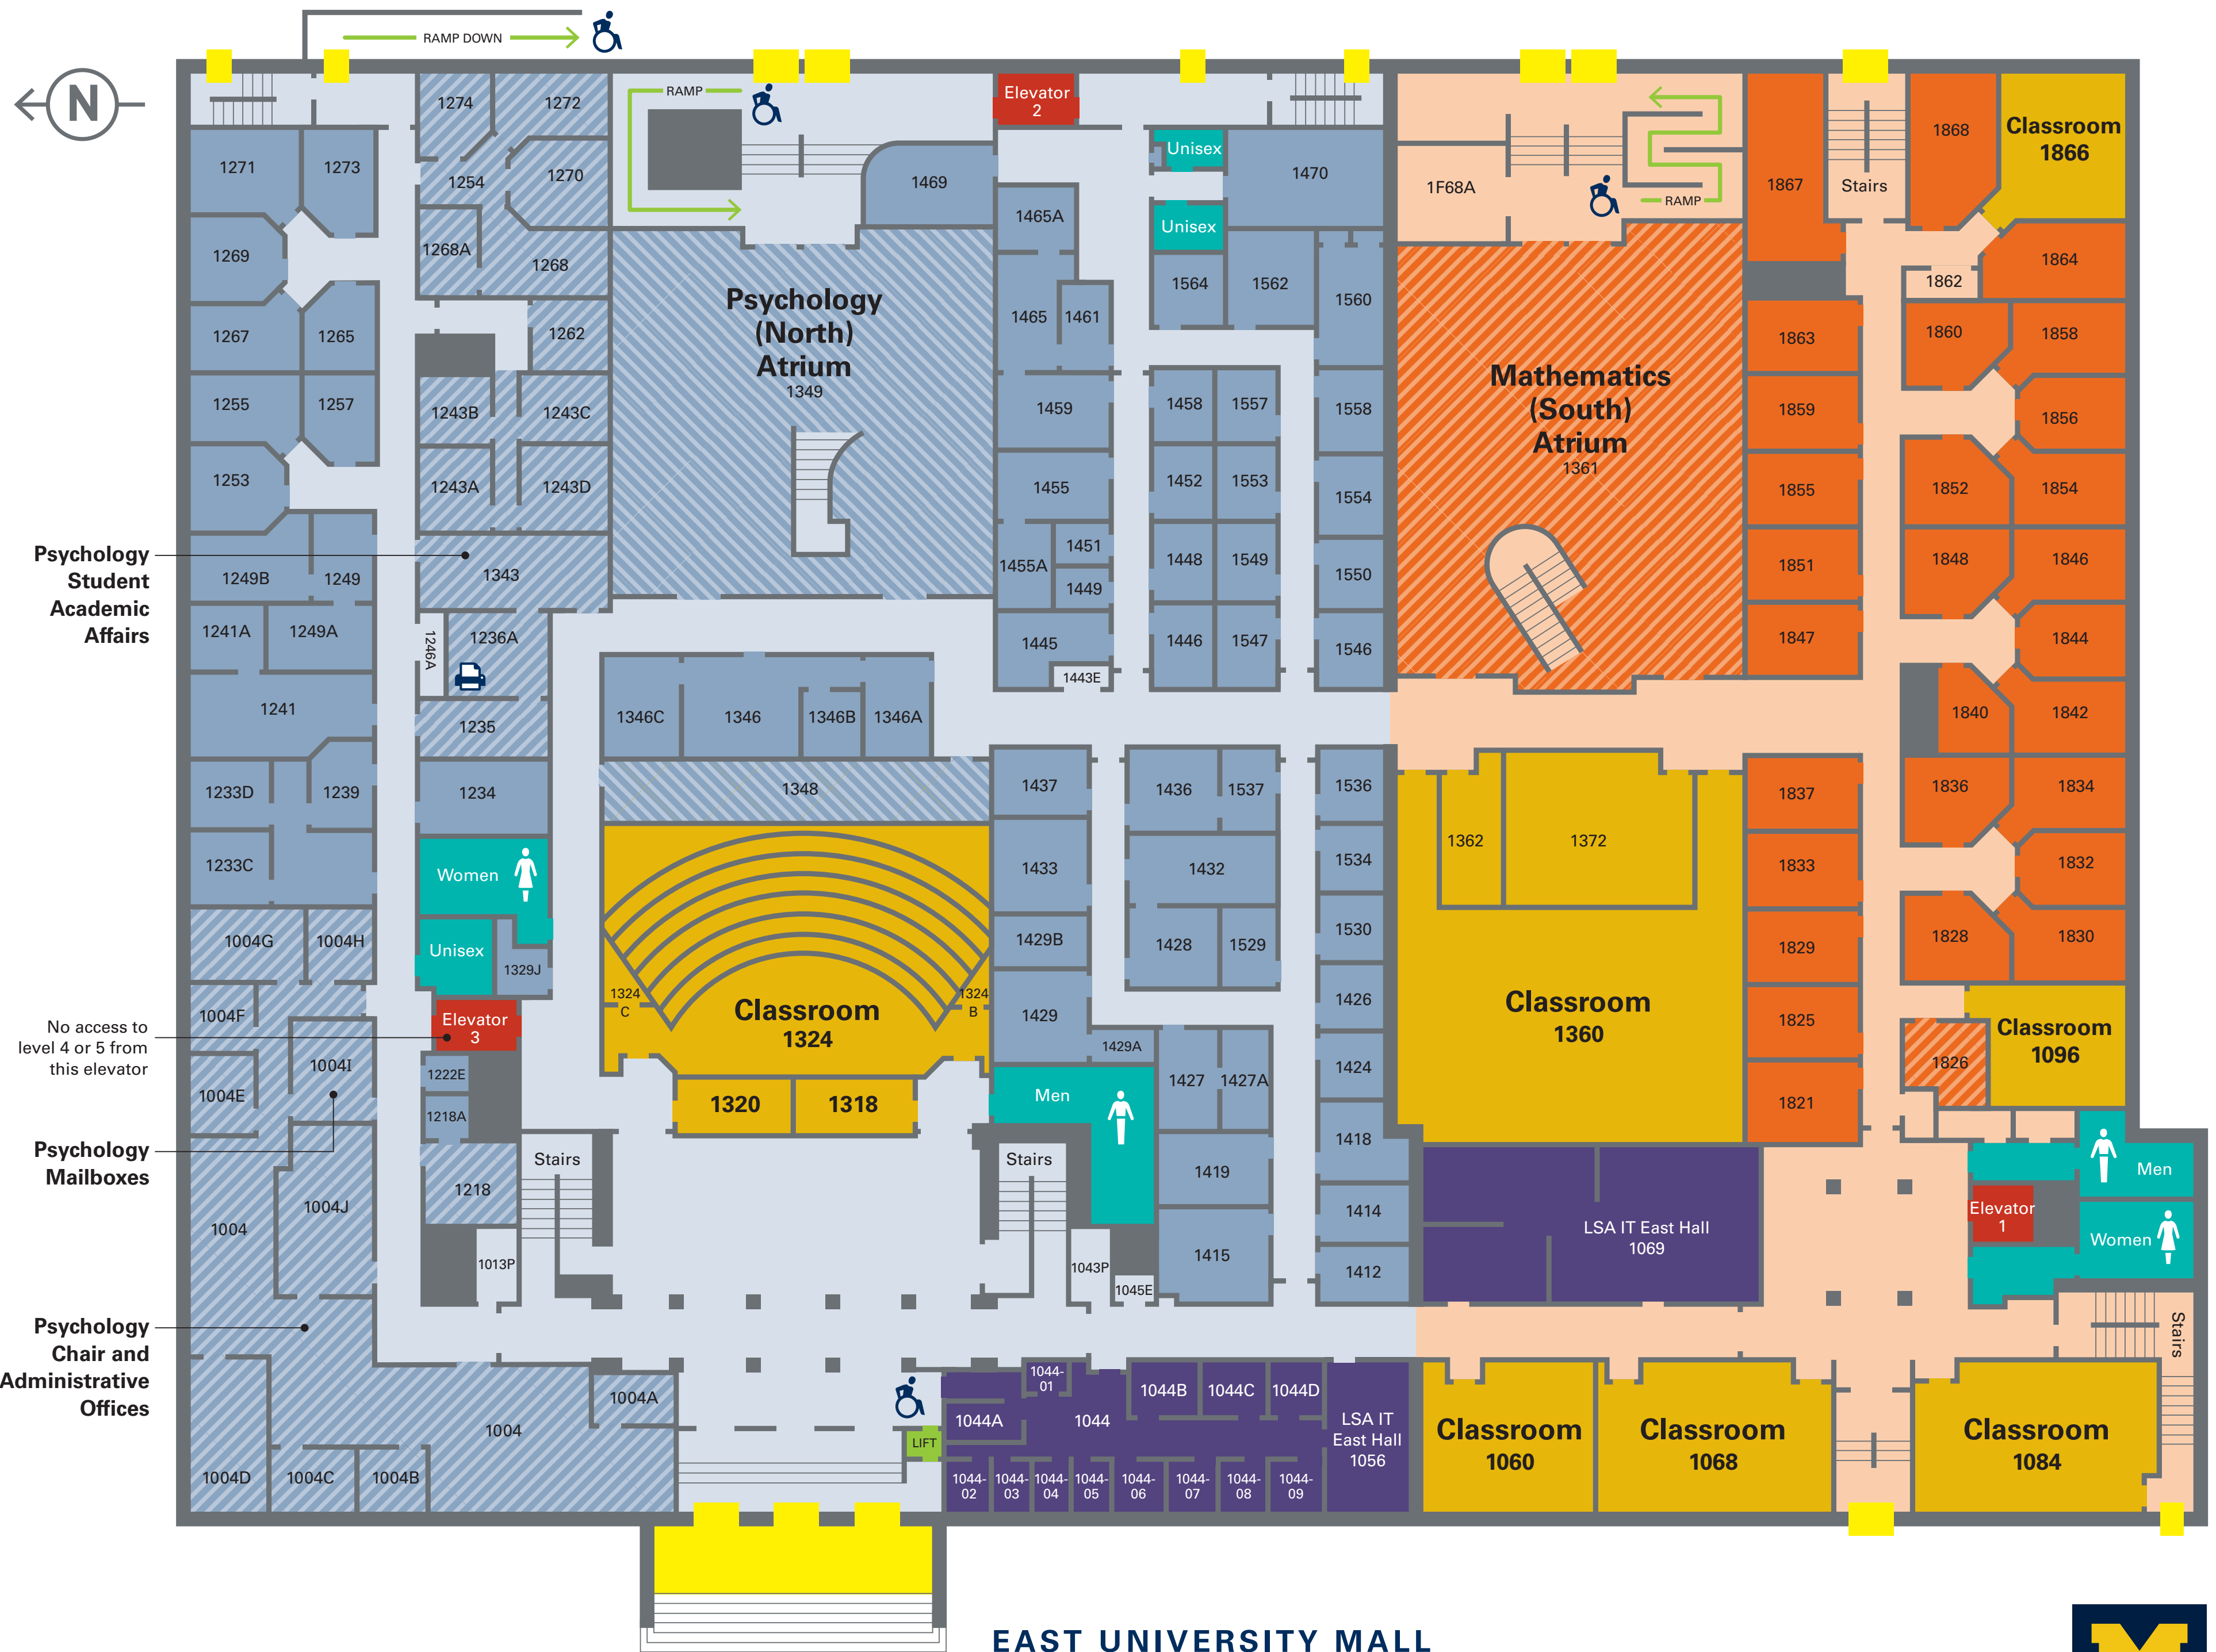 RAMP DOWN
N
RAMP
Elevator
2
Unisex
Unisex
1F68A
RAMP
Stairs
1867
1868
Classroom
1866
1271
1273
1274
1272
1254
1270
1269
1268A
1268
1267
1265
1262
1255
1257
1243B
1243C
1253
1243A
1243D
1249B
1249
1343
Psychology
Student
Academic
Affairs
1241A
1249A
1246A
1236A
1241
1235
1233D
1239
1234
1233C
Women
1004G
1004H
Unisex
1329J
1004F
Elevator
3
No access to
level 4 or 5 from
this elevator
1004I
1222E
1004E
1218A
Psychology
Mailboxes
1218
1004J
1004
1013P
Psychology
Chair and
Administrative
Offices
1004D
1004C
1004B
1004
1004A
Psychology
(North)
Atrium
1349
1469
1465A
1465
1461
1459
1455
1455A
1451
1449
1445
1443E
1470
1564
1562
1560
1458
1557
1558
1452
1553
1554
1448
1549
1550
1446
1547
1546
1346C
1346
1346B
1346A
1348
1324
C
1324
B
Classroom
1324
1320
1318
Stairs
Stairs
1437
1433
1429B
1429
1429A
Men
1436
1537
1432
1428
1529
1427
1427A
1419
1415
1043P
1045E
1536
1534
1530
1426
1424
1418
1414
1412
Mathematics
(South)
Atrium
1361
1863
1859
1855
1851
1847
1864
1862
1860
1858
1856
1852
1854
1848
1846
1844
1840
1842
1836
1834
1832
1828
1830
1837
1833
1829
1825
1821
1826
Classroom
1096
1362
1372
Classroom
1360
LSA IT East Hall
1069
Men
Elevator
1
Women
Stairs
LIFT
1044-
01
1044A
1044
1044B
1044C
1044D
1044-
02
1044-
03
1044-
04
1044-
05
1044-
06
1044-
07
1044-
08
1044-
09
LSA IT
East Hall
1056
Classroom
1060
Classroom
1068
Classroom
1084
EAST UNIVERSITY MALL